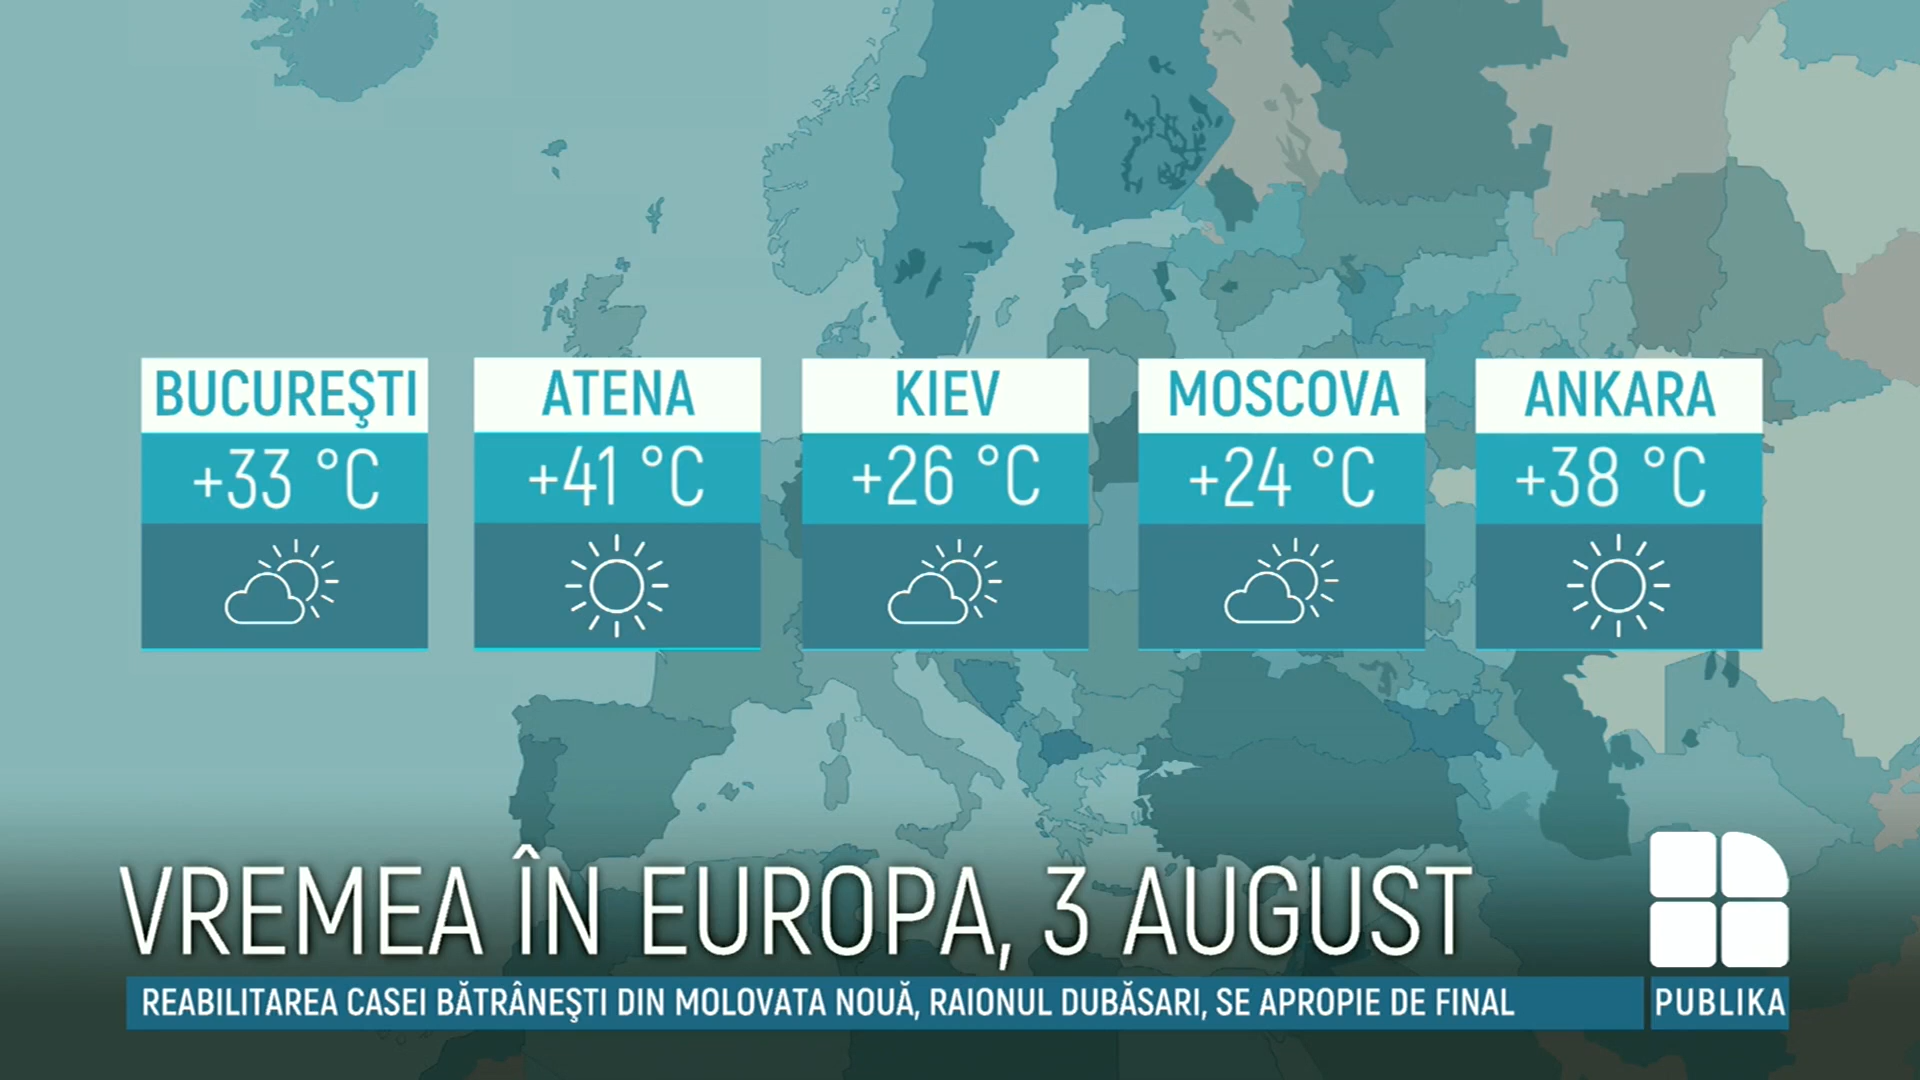 BUCUREŞTI
+33 °C
ATENA
+41 °C
KIEV
+26 °C
MOSCOVA
+24 °C
ANKARA
+38 °C
VREMEA ÎN EUROPA, 3 AUGUST
REABILITAREA CASEI BĂTRÂNEŞTI DIN MOLOVATA NOUĂ, RAIONUL DUBĂSARI, SE APROPIE DE FINAL
PUBLIKA